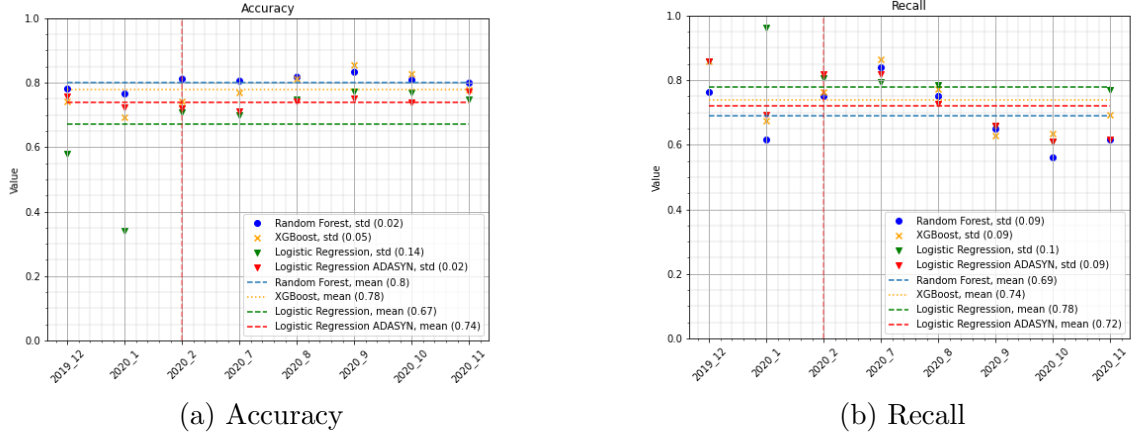 Accuracy
1.0
0.8
0.6
0.4
0.2
0.0
Value
Random Forest, std (0.02)
XGBoost, std (0.05)
Logistic Regression, std (0.14)
Logistic Regression ADASYN, std (0.02)
Random Forest, mean (0.8)
XGBoost, mean (0.78)
Logistic Regression, mean (0.67)
Logistic Regression ADASYN, mean (0.74)
2019_12
2020_1
2020_2
2020_7
2020_8
2020_9
2020_10
2020_11
(a) Accuracy
Recall
1.0
0.8
0.6
0.4
0.2
0.0
Value
Random Forest, std (0.09)
XGBoost, std (0.09)
Logistic Regression, std (0.1)
Logistic Regression ADASYN, std (0.09)
Random Forest, mean (0.69)
XGBoost, mean (0.74)
Logistic Regression, mean (0.78)
Logistic Regression ADASYN, mean (0.72)
2019_12
2020_1
2020_2
2020_7
2020_8
2020_9
2020_10
2020_11
(b) Recall